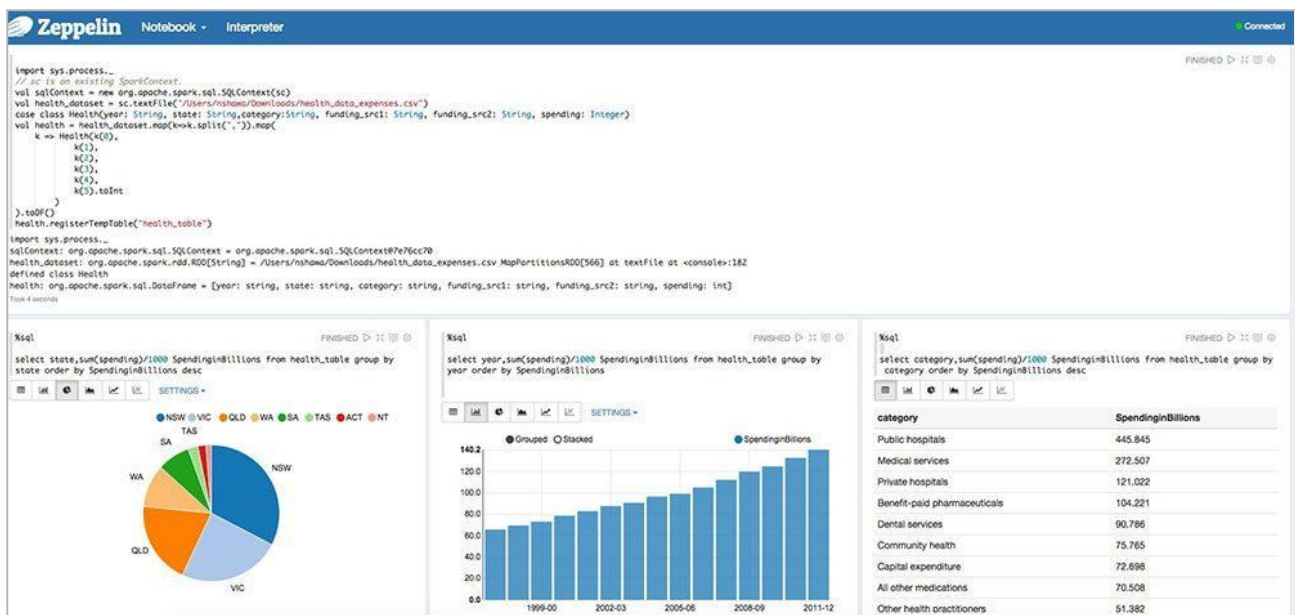 Zeppelin Notebook Interpreter Connected
FINISHED
import sys.process._
// sc is an existing SparkContext.
val sqlContext = new org.apache.spark.sql.SQLContext(sc)
val health_dataset = sc.textFile("/Users/nshawa/Downloads/health_data_expenses.csv")
case class Health(year: String, state: String,category:String, funding_src1: String, funding_src2: String, spending: Integer)
val health = health_dataset.map(k=>k.split(",")).map(
k => Health(k(0),
k(1),
k(2),
k(3),
k(4),
k(5).toInt
)
).toDF()
health.registerTempTable("health_table")
import sys.process._
sqlContext: org.apache.spark.sql.SQLContext = org.apache.spark.sql.SQLContext@7e76cc70
health_dataset: org.apache.spark.rdd.RDD[String] = /Users/nshawa/Downloads/health_data_expenses.csv MapPartitionsRDD[566] at textFile at <console>:182
defined class Health
health: org.apache.spark.sql.DataFrame = [year: string, state: string, category: string, funding_src1: string, funding_src2: string, spending: int]
Took 4 seconds
%sql FINISHED
select state,sum(spending)/1000 SpendinginBillions from health_table group by
state order by SpendinginBillions desc
SETTINGS
NSW VIC QLD WA SA TAS ACT NT
TAS
SA
NSW
WA
QLD
VIC
%sql FINISHED
select year,sum(spending)/1000 SpendinginBillions from health_table group by
year order by SpendinginBillions
SETTINGS
Grouped Stacked SpendinginBillions
140.2
120.0
100.0
80.0
60.0
40.0
20.0
0.0
1999-00 2002-03 2005-06 2008-09 2011-12
%sql FINISHED
select category,sum(spending)/1000 SpendinginBillions from health_table group by
category order by SpendinginBillions desc
category SpendinginBillions
Public hospitals 445.845
Medical services 272.507
Private hospitals 121.022
Benefit-paid pharmaceuticals 104.221
Dental services 90.786
Community health 75.765
Capital expenditure 72.698
All other medications 70.508
Other health practitioners 51.382